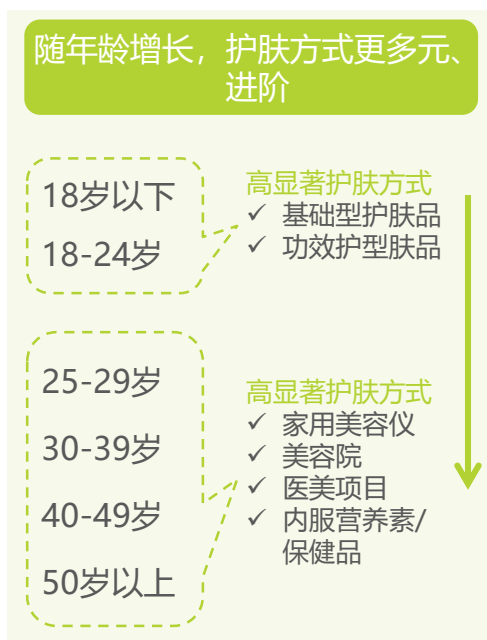 随年龄增长，护肤方式更多元、
进阶
18岁以下
18-24岁
高显著护肤方式
✓ 基础型护肤品
✓ 功效护型肤品
25-29岁
30-39岁
40-49岁
50岁以上
高显著护肤方式
✓ 家用美容仪
✓ 美容院
✓ 医美项目
✓ 内服营养素/
保健品